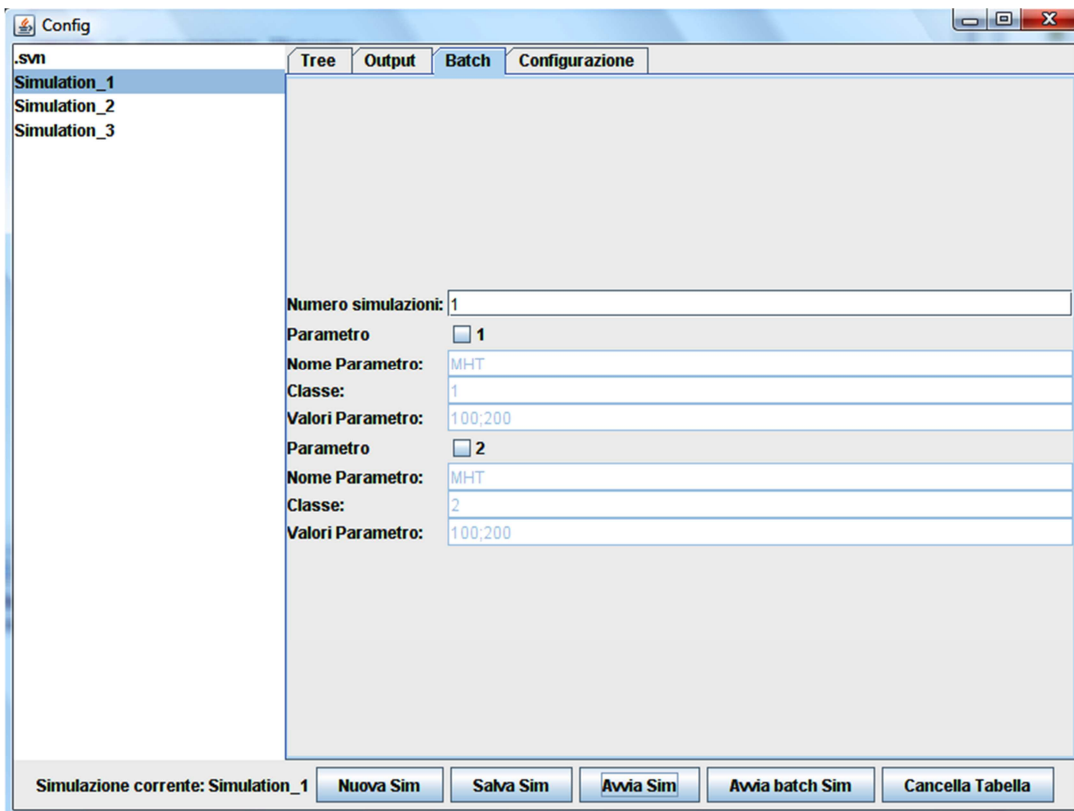 Config
.svn
Simulation_1
Simulation_2
Simulation_3
Tree Output Batch Configurazione
Numero simulazioni: 1
Parametro 1
Nome Parametro: MHT
Classe: 1
Valori Parametro: 100;200
Parametro 2
Nome Parametro: MHT
Classe: 2
Valori Parametro: 100;200
Simulazione corrente: Simulation_1 Nuova Sim Salva Sim Avvia Sim Avvia batch Sim Cancella Tabella